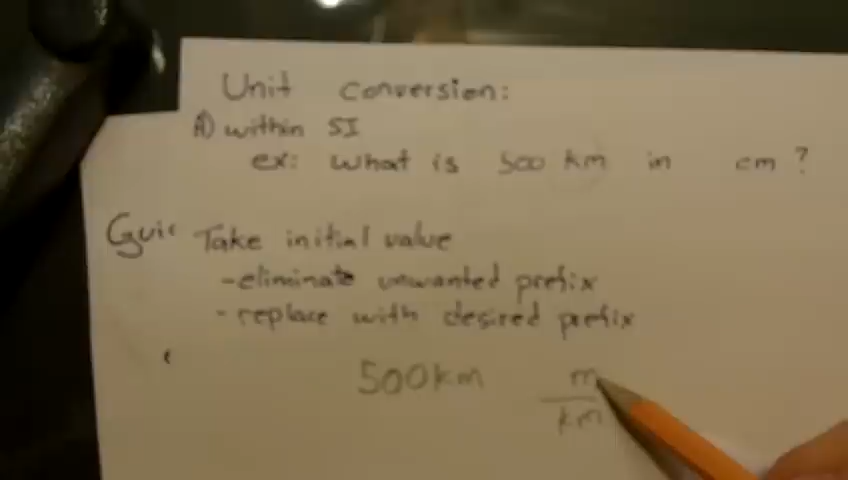 Unit conversion:
A) within SI
ex: what is 500 km in cm?
Take initial value
-eliminate unwanted prefix
-replace with desired prefix
500km m
km